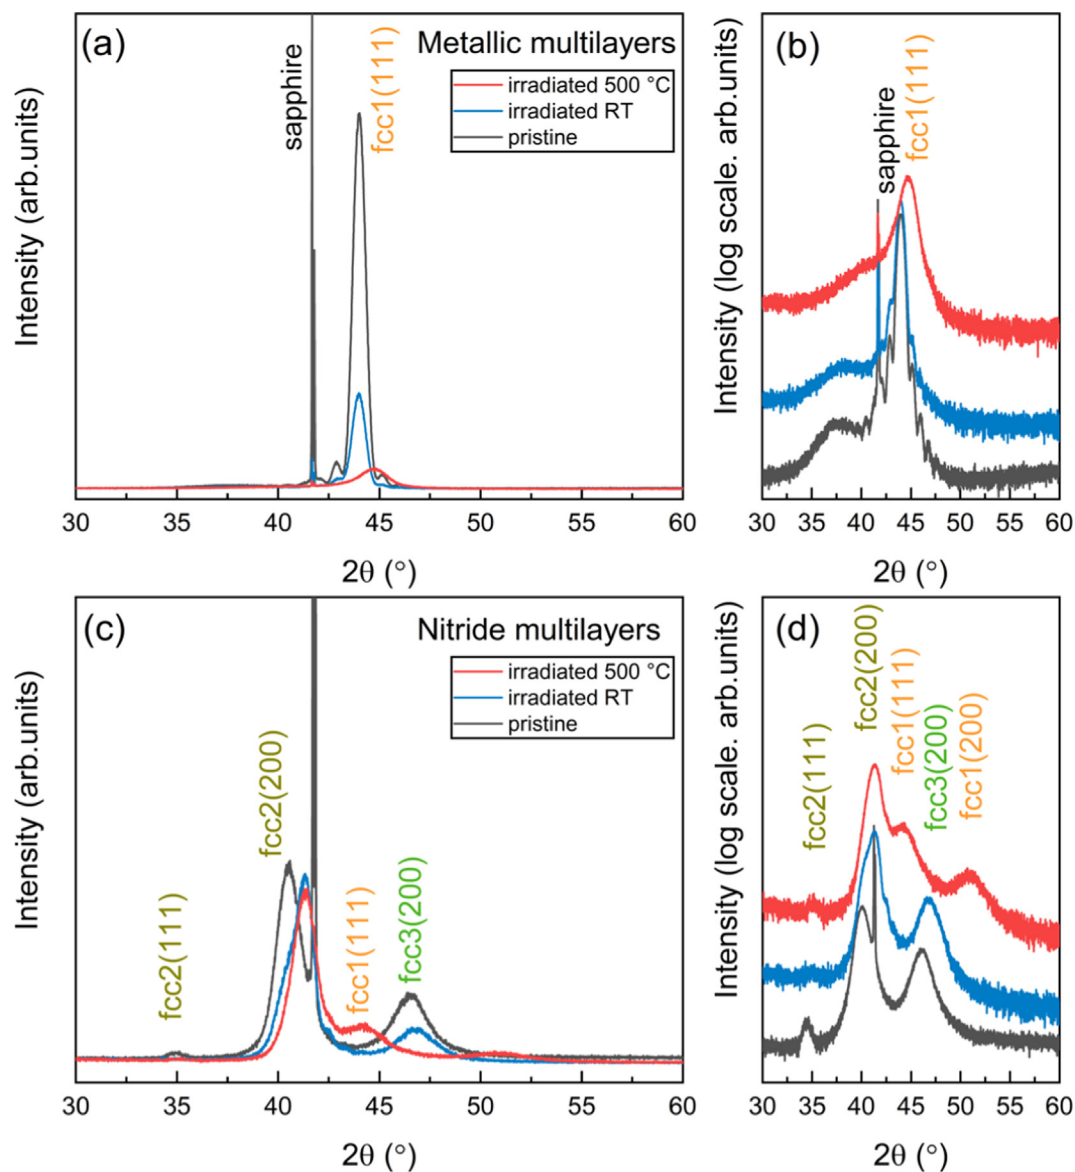 (a)
Metallic multilayers
irradiated 500 °C
irradiated RT
pristine
sapphire
fcc1(111)
Intensity (arb.units)
30 35 40 45 50 55 60
2θ (°)
(b)
sapphire
fcc1(111)
Intensity (log scale. arb.units)
30 35 40 45 50 55 60
2θ (°)
(c)
Nitride multilayers
irradiated 500 °C
irradiated RT
pristine
fcc2(111)
fcc2(200)
fcc1(111)
fcc3(200)
Intensity (arb.units)
30 35 40 45 50 55 60
2θ (°)
(d)
fcc2(111)
fcc2(200)
fcc1(111)
fcc3(200)
fcc1(200)
Intensity (log scale. arb.units)
30 35 40 45 50 55 60
2θ (°)